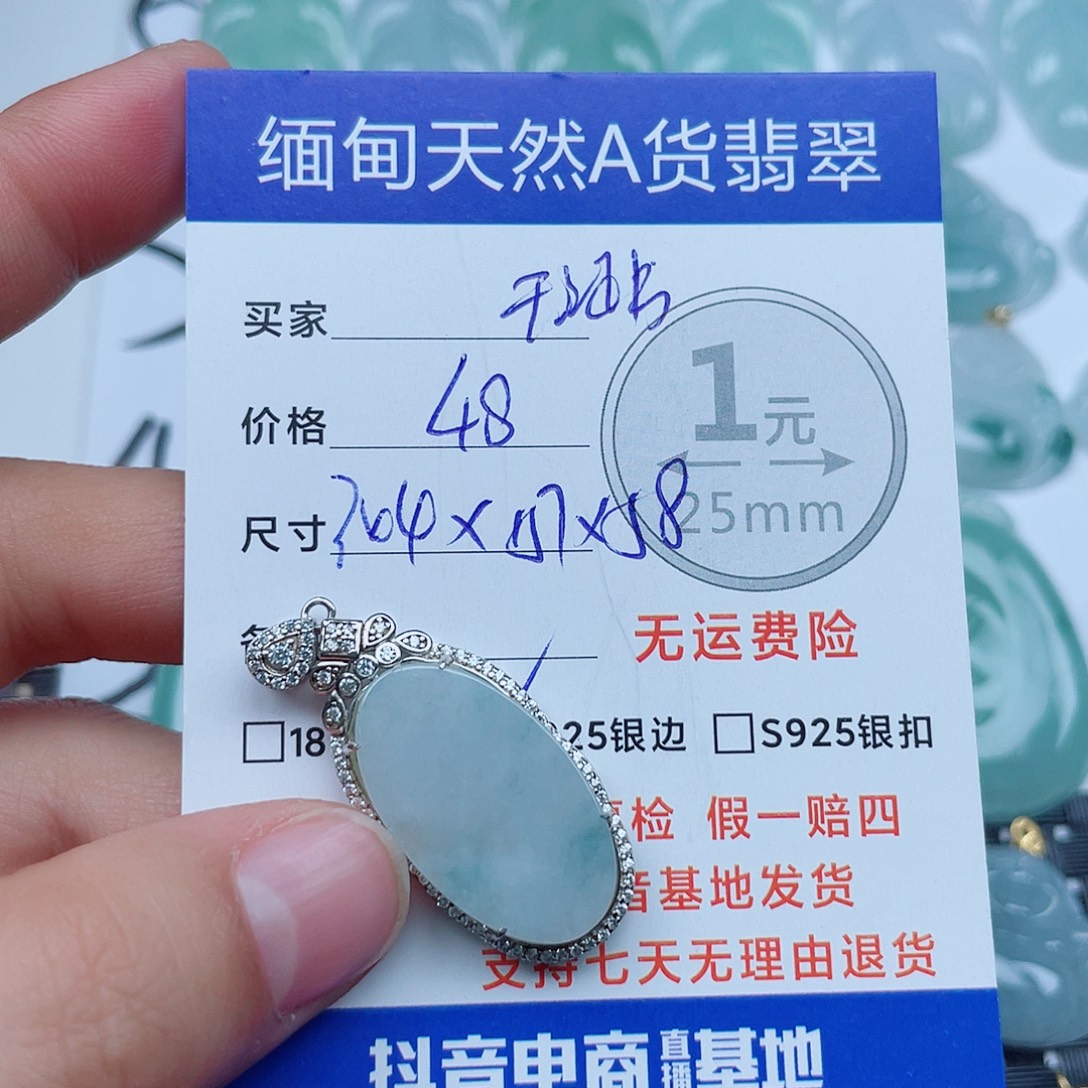 缅甸天然A货翡翠
买家
价格 48
1元
尺寸
25mm
无运费险
18
25银边 □S925银扣
检 假一赔四
音基地发货
支持七天无理由退货
抖音电商直播基地